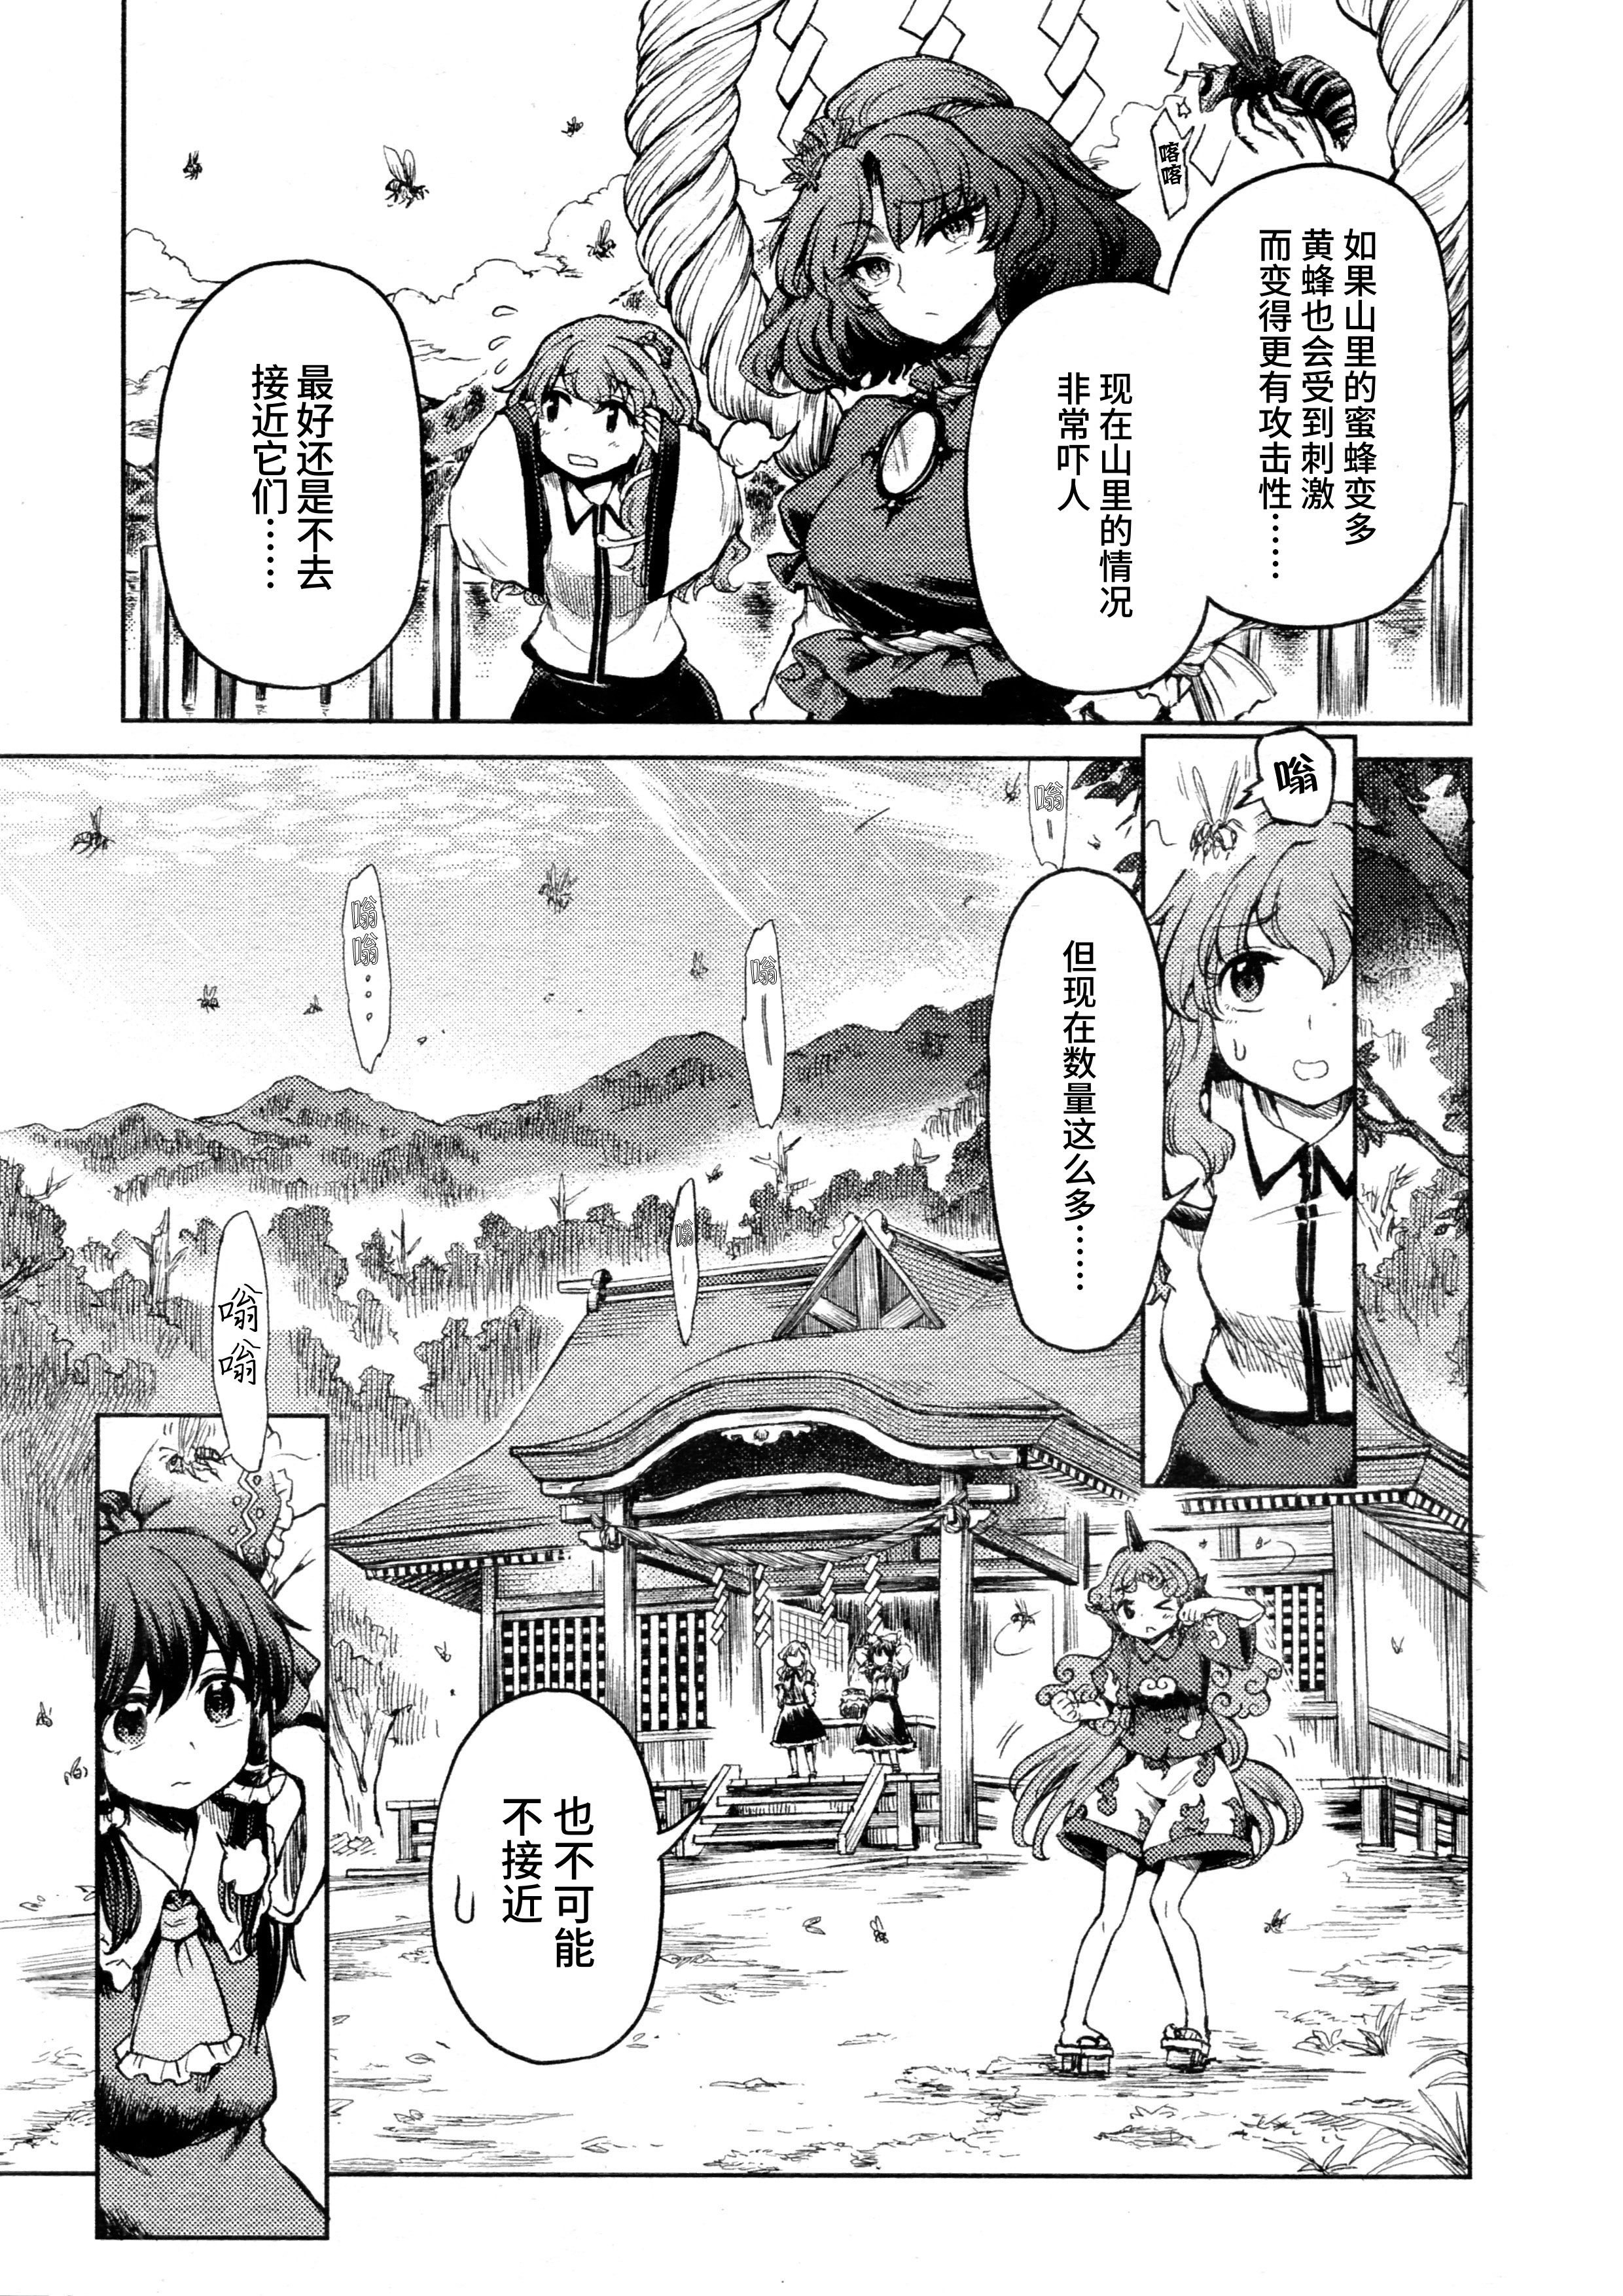 喀喀
如果山里的蜜蜂变多
黄蜂也会受到刺激
而变得更有攻击性……
现在山里的情况
非常吓人
最好还是不去
接近它们……
嗡
嗡—
但现在数量这么多……
嗡—
嗡嗡…
嗡…
嗡嗡
也不可能
不接近